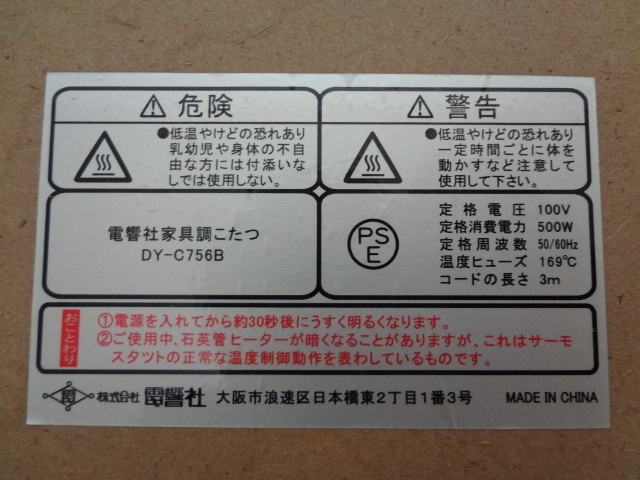 危険
●低温やけどの恐れあり
乳幼児や身体の不自
由な方には付添いな
しでは使用しない。
警告
●低温やけどの恐れあり
一定時間ごとに体を
動かすなど注意して
使用して下さい。
電響社家具調こたつ
DY-C756B
PS
E
定格電圧 100V
定格消費電力 500W
定格周波数 50/60Hz
温度ヒューズ 169℃
コードの長さ 3m
おことわり
①電源を入れてから約30秒後にうすく明るくなります。
②ご使用中、石英管ヒーターが暗くなることがありますが、これはサーモ
スタツトの正常な温度制御動作を表わしているものです。
株式会社 電響社 大阪市浪速区日本橋東2丁目1番3号 MADE IN CHINA